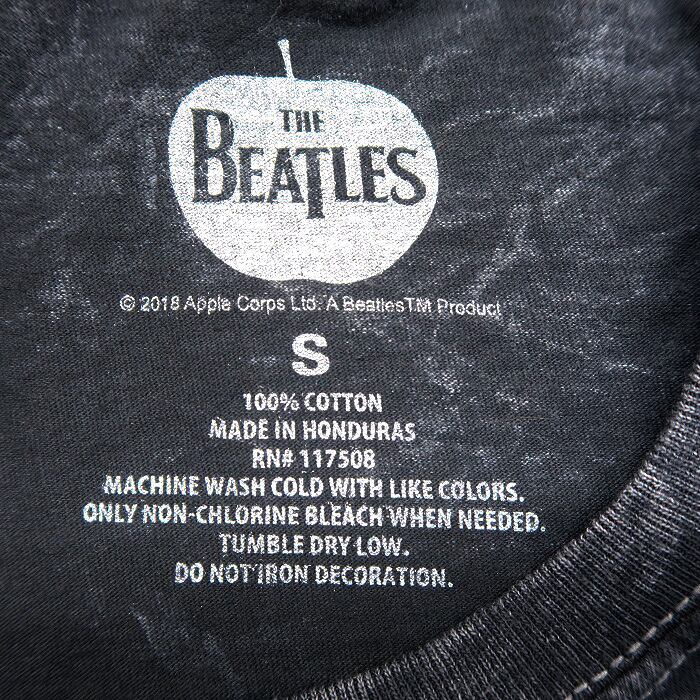 THE
BEATLES
© 2018 Apple Corps Ltd. A BeatlesTM Product
S
100% COTTON
MADE IN HONDURAS
RN# 117508
MACHINE WASH COLD WITH LIKE COLORS.
ONLY NON-CHLORINE BLEACH WHEN NEEDED.
TUMBLE DRY LOW.
DO NOT IRON DECORATION.